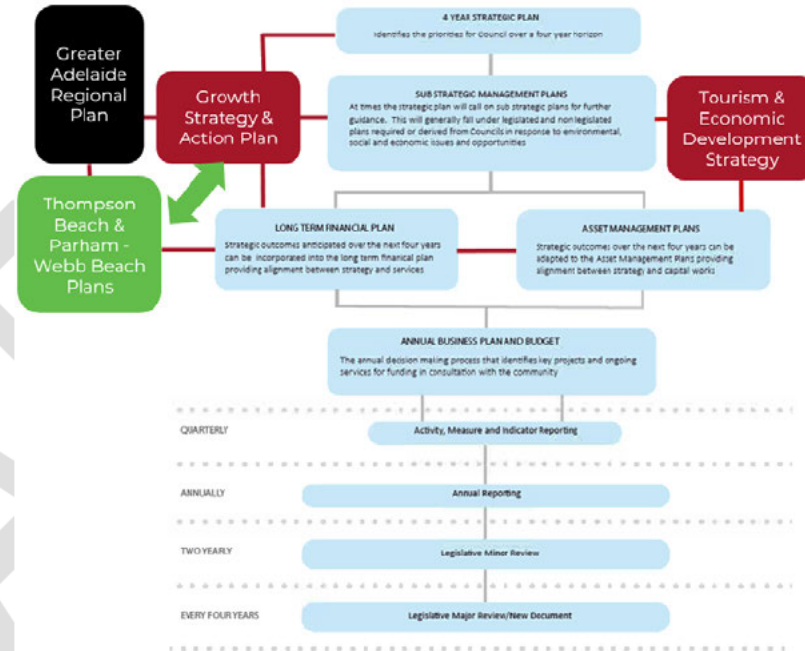 4 YEAR STRATEGIC PLAN
Identifies the priorities for Council over a four year horizon
Greater
Adelaide
Regional
Plan
Growth
Strategy &
Action Plan
SUB STRATEGIC MANAGEMENT PLANS
At times the strategic plan will call on sub strategic plans for further
guidance. This will generally fall under legislated and non legislated
plans required or derived from Councils in response to environmental,
social and economic issues and opportunities
Tourism &
Economic
Development
Strategy
Thompson
Beach &
Parham -
Webb Beach
Plans
LONG TERM FINANCIAL PLAN
Strategic outcomes anticipated over the next four years
can be incorporated into the long term financial plan
providing alignment between strategy and services
ASSET MANAGEMENT PLANS
Strategic outcomes over the next four years can be
adapted to the Asset Management Plans providing
alignment between strategy and capital works
ANNUAL BUSINESS PLAN AND BUDGET
The annual decision making process that identifies key projects and ongoing
services for funding in consultation with the community
QUARTERLY
Activity, Measure and Indicator Reporting
ANNUALLY
Annual Reporting
TWO YEARLY
Legislative Minor Review
EVERY FOUR YEARS
Legislative Major Review/New Document